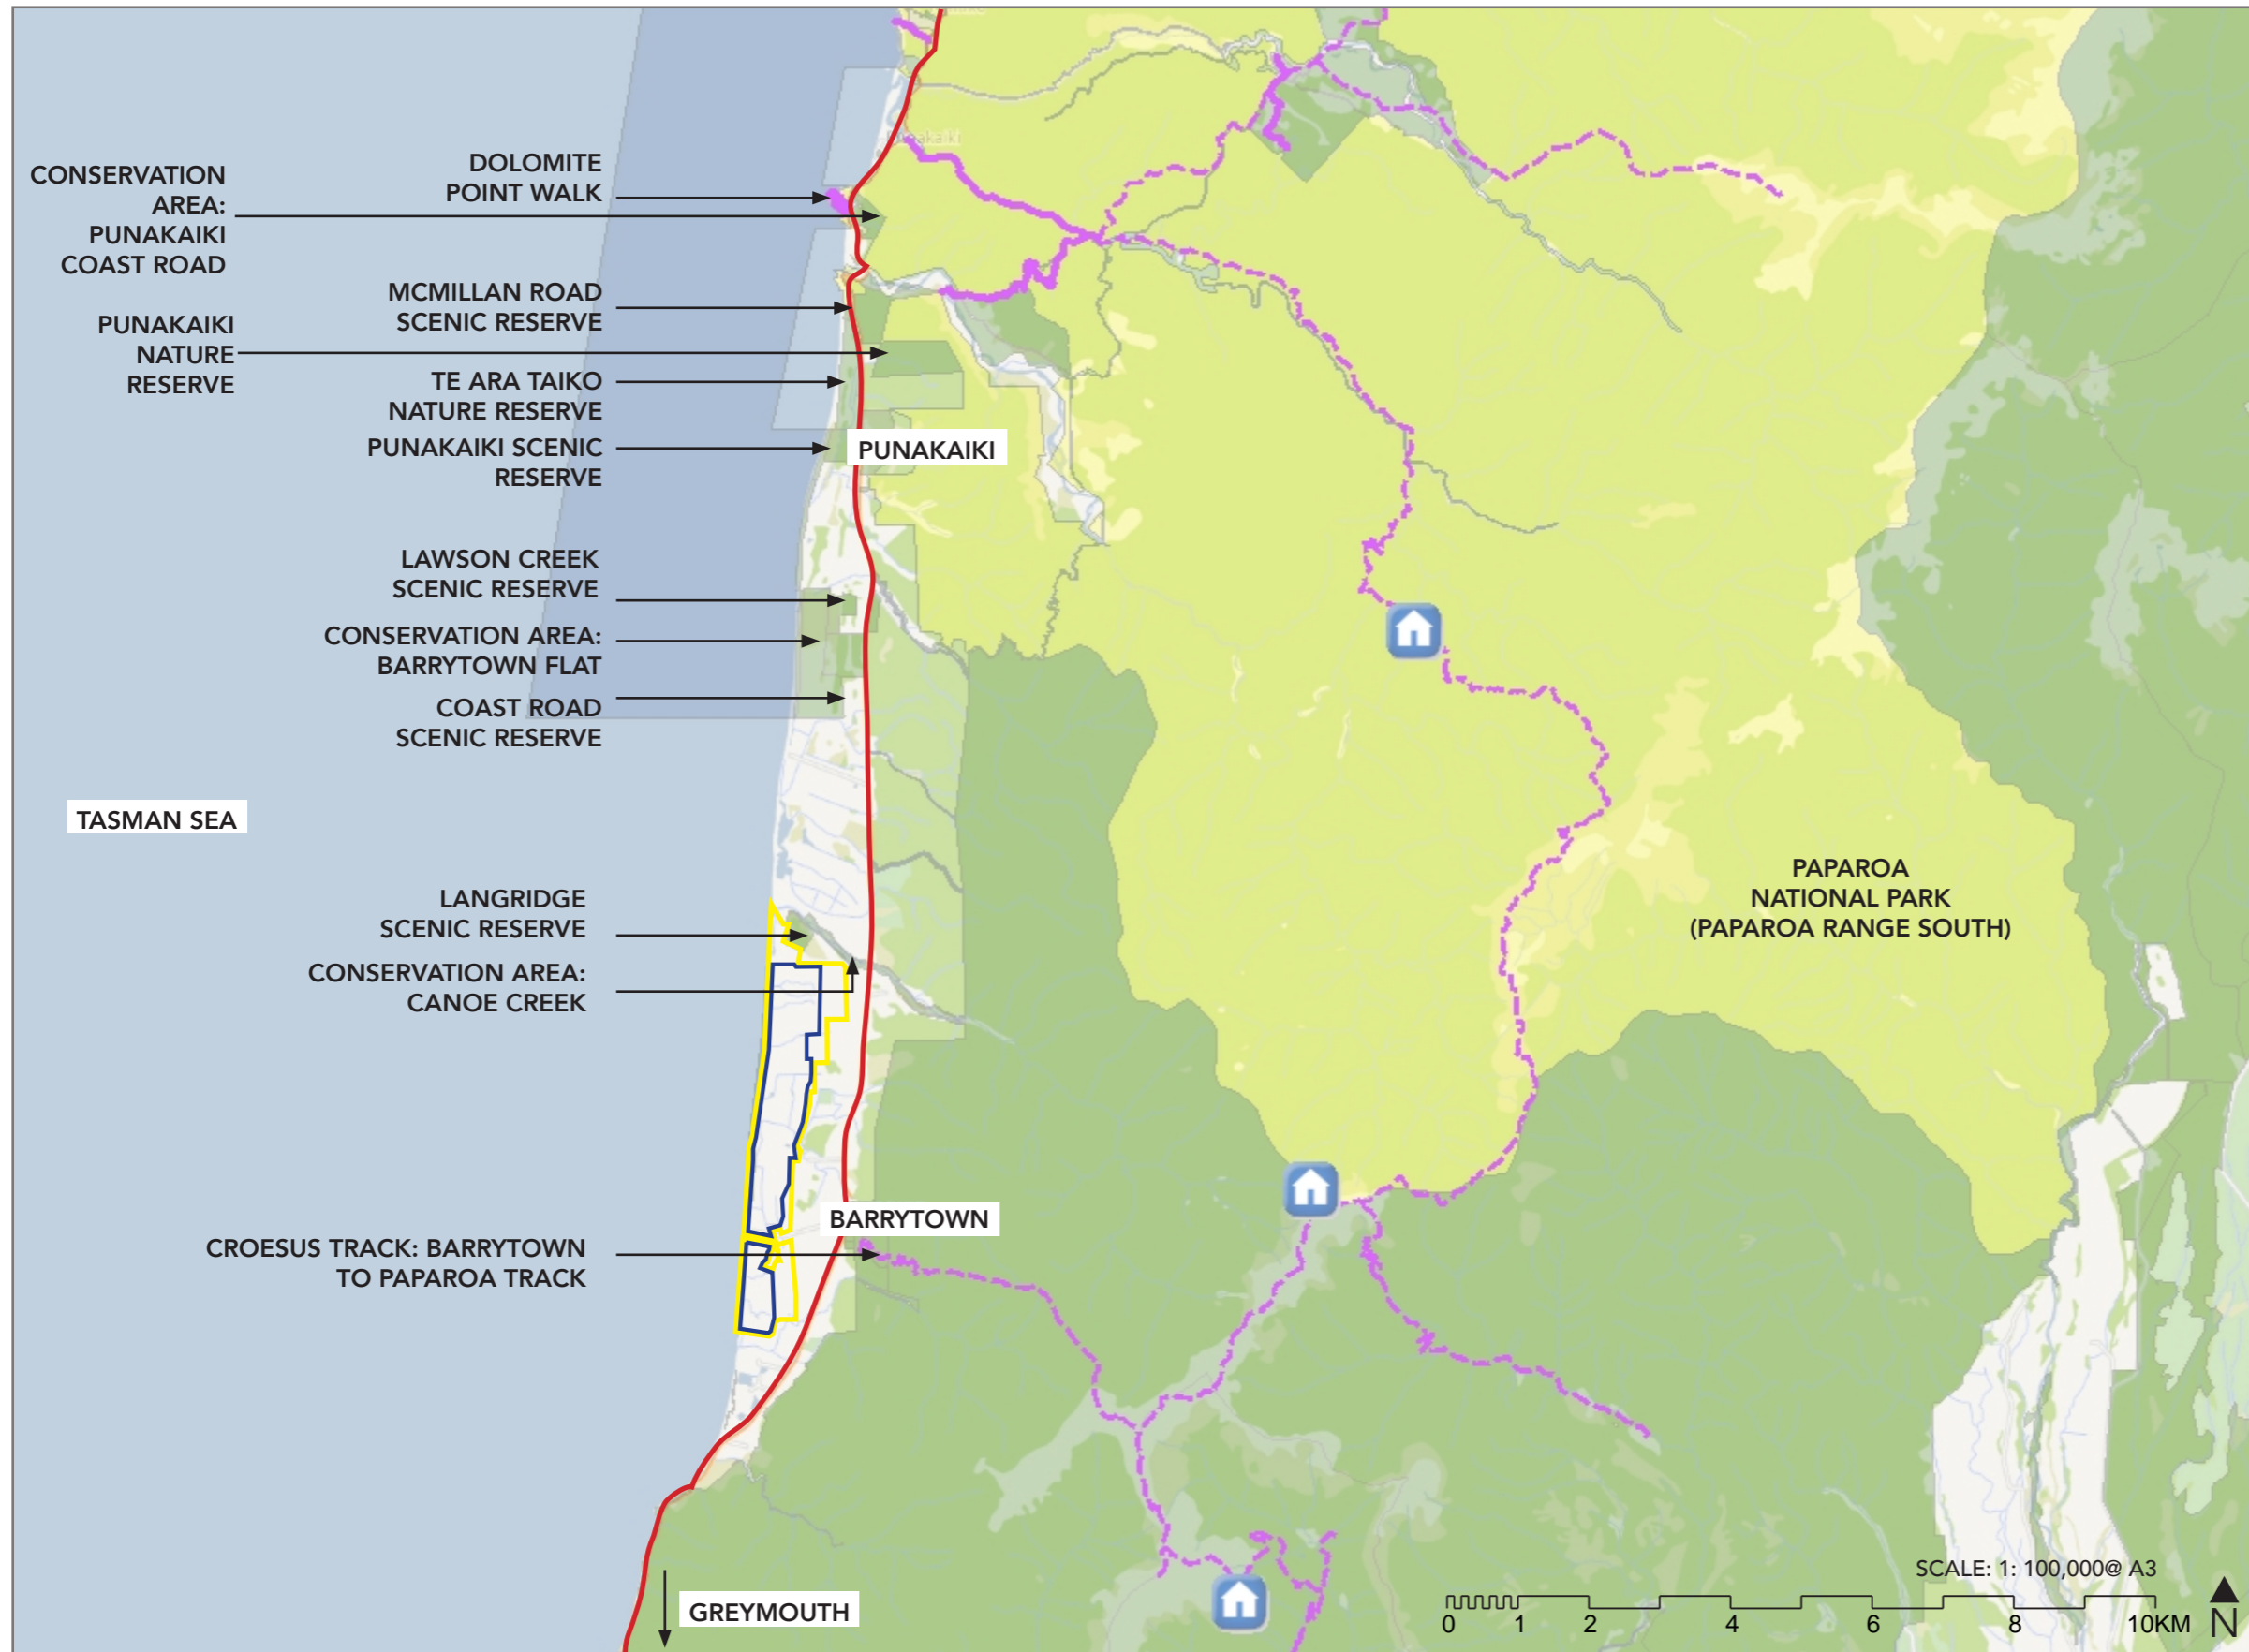 DOLOMITE
POINT WALK
CONSERVATION
AREA:
PUNAKAIKI
COAST ROAD
MCMILLAN ROAD
SCENIC RESERVE
PUNAKAIKI
NATURE
RESERVE
TE ARA TAIKO
NATURE RESERVE
PUNAKAIKI SCENIC
RESERVE
PUNAKAIKI
LAWSON CREEK
SCENIC RESERVE
CONSERVATION AREA:
BARRYTOWN FLAT
COAST ROAD
SCENIC RESERVE
TASMAN SEA
LANGRIDGE
SCENIC RESERVE
CONSERVATION AREA:
CANOE CREEK
PAPAROA
NATIONAL PARK
(PAPAROA RANGE SOUTH)
BARRYTOWN
CROESUS TRACK: BARRYTOWN
TO PAPAROA TRACK
GREYMOUTH
SCALE: 1: 100,000@ A3
0 1 2 4 6 8 10KM
N